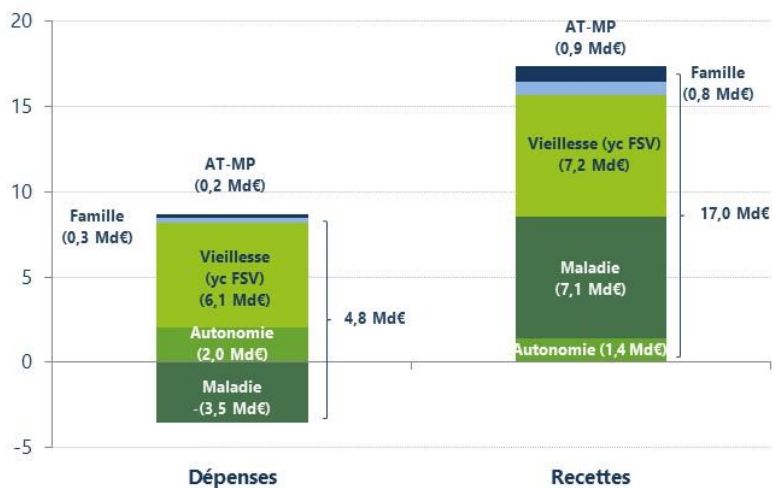 20
15
10
5
0
-5
AT-MP
(0,2 Md€)
Famille
(0,3 Md€)
Vieillesse
(yc FSV)
(6,1 Md€)
Autonomie
(2,0 Md€)
Maladie
-(3,5 Md€)
4,8 Md€
Dépenses
AT-MP
(0,9 Md€)
Famille
(0,8 Md€)
Vieillesse (yc FSV)
(7,2 Md€)
17,0 Md€
Maladie
(7,1 Md€)
Autonomie (1,4 Md€)
Recettes